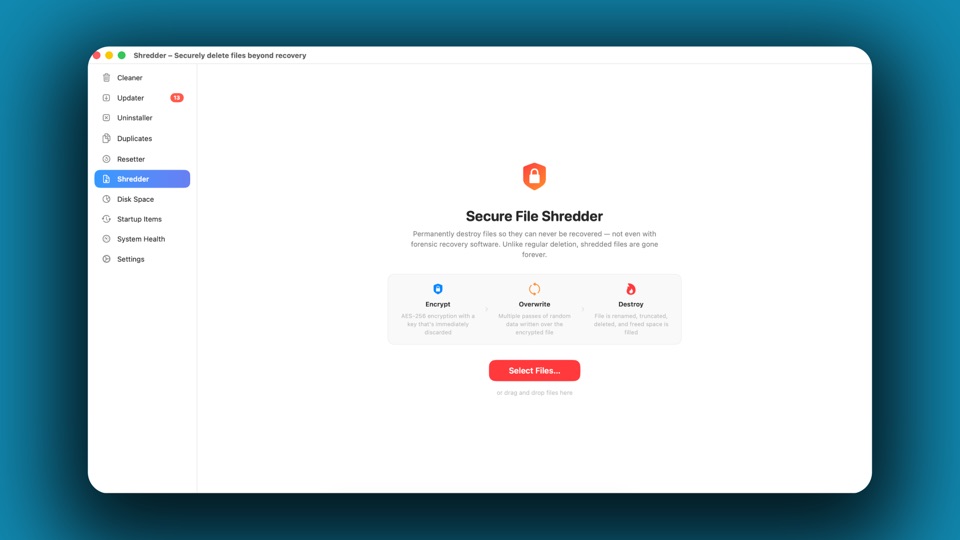 Shredder – Securely delete files beyond recovery
Cleaner
Updater
13
Uninstaller
Duplicates
Resetter
Shredder
Disk Space
Startup Items
System Health
Settings
Secure File Shredder
Permanently destroy files so they can never be recovered — not even with
forensic recovery software. Unlike regular deletion, shredded files are gone
forever.
Encrypt
AES-256 encryption with a
key that's immediately
discarded
Overwrite
Multiple passes of random
data written over the
encrypted file
Destroy
File is renamed, truncated,
deleted, and freed space is
filled
Select Files...
or drag and drop files here